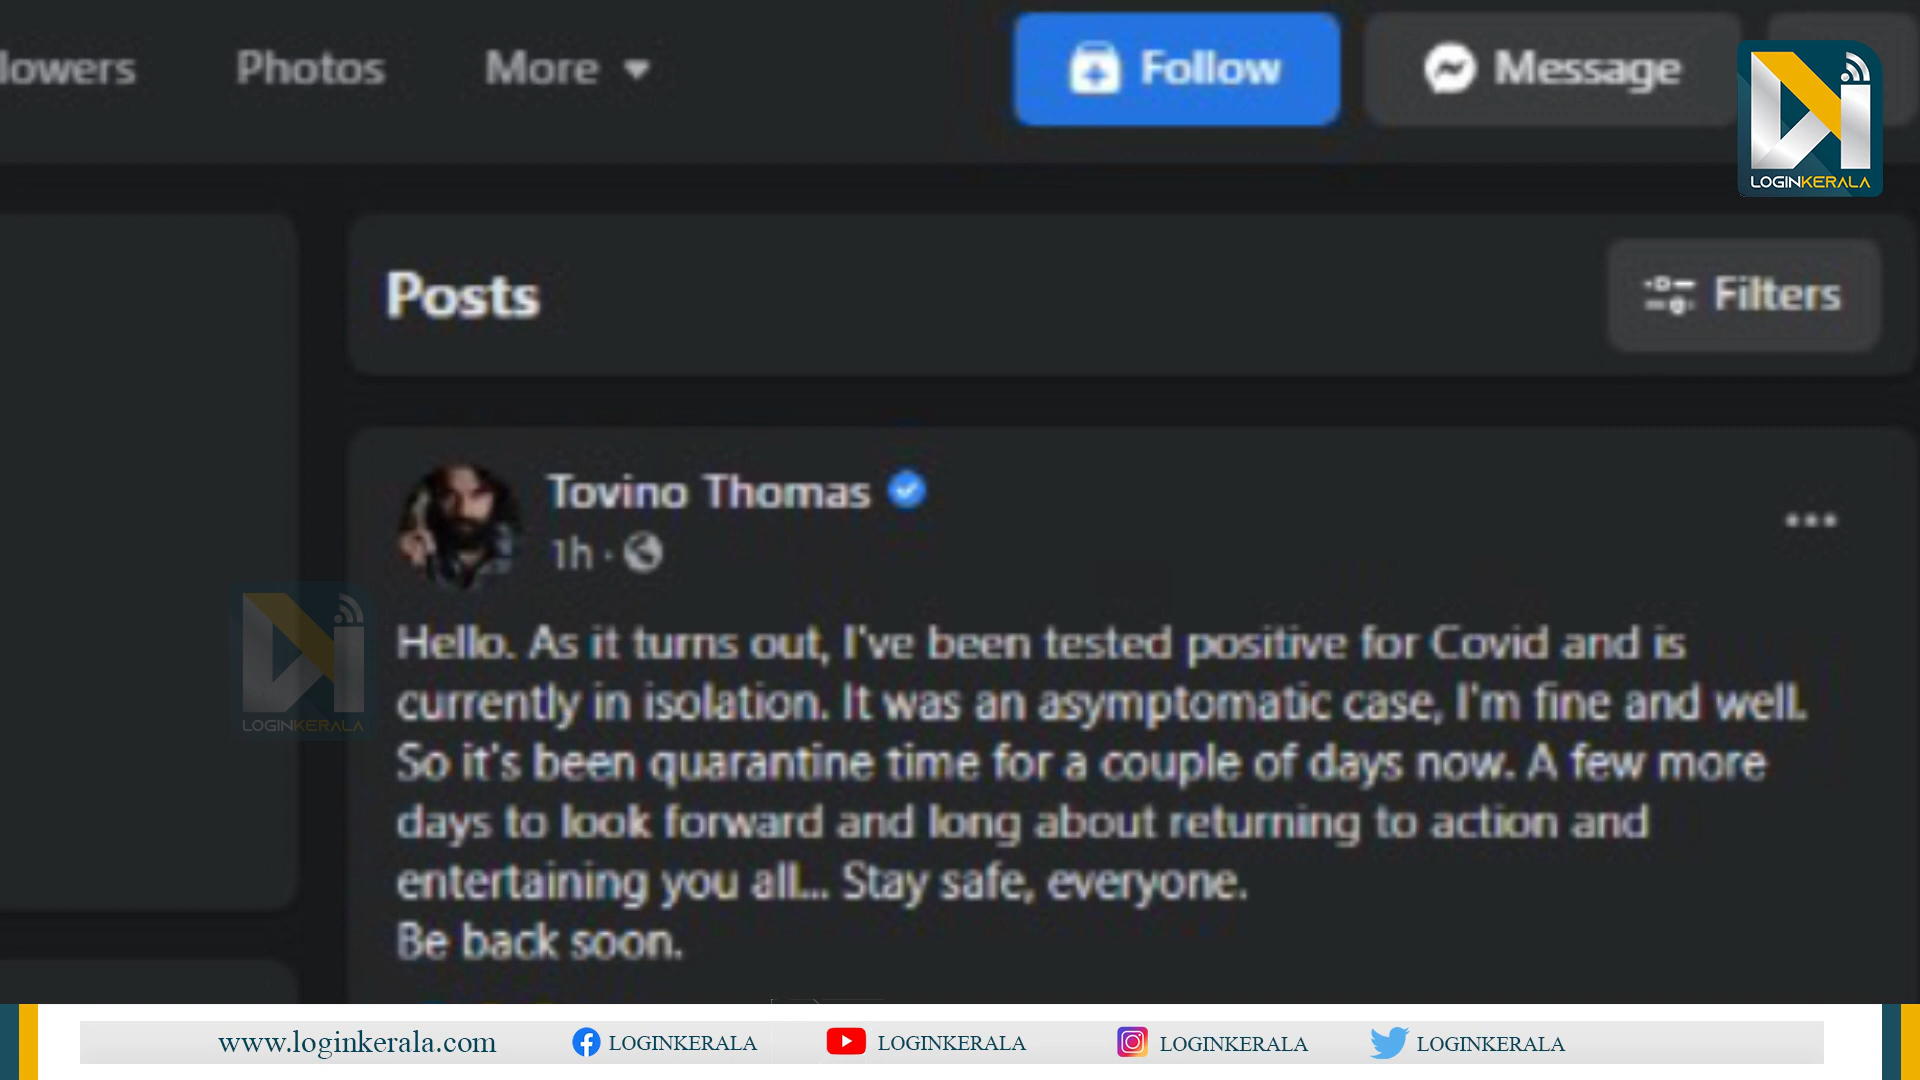 lowers Photos More Follow Message
LOGINKERALA
Posts Filters
Tovino Thomas
1h ·
Hello. As it turns out, I've been tested positive for Covid and is
currently in isolation. It was an asymptomatic case, I'm fine and well.
So it's been quarantine time for a couple of days now. A few more
days to look forward and long about returning to action and
entertaining you all... Stay safe, everyone.
Be back soon.
LOGINKERALA
www.loginkerala.com LOGINKERALA LOGINKERALA LOGINKERALA LOGINKERALA